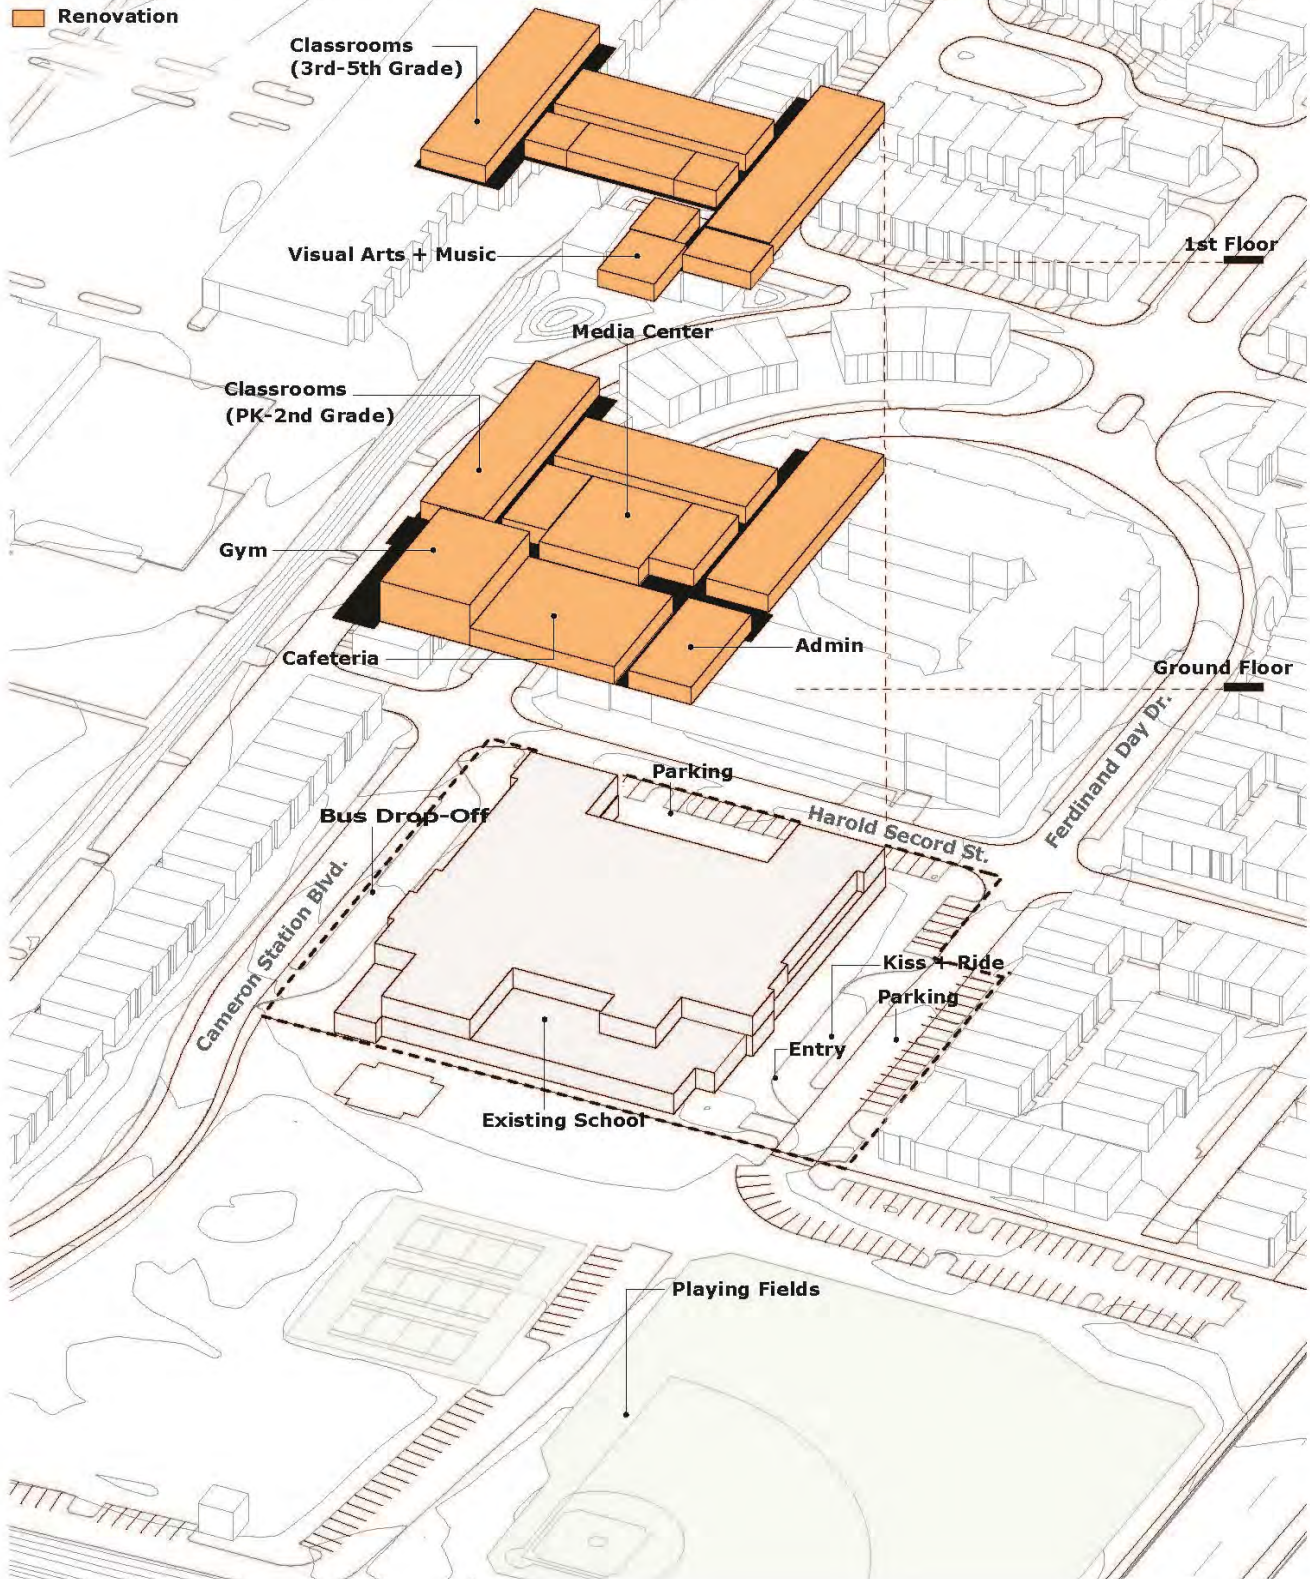 Renovation
Classrooms
(3rd-5th Grade)
Visual Arts + Music
1st Floor
Media Center
Classrooms
(PK-2nd Grade)
Gym
Cafeteria
Admin
Ground Floor
Ferdinand Day Dr.
Parking
Bus Drop-Off
Harold Secord St.
Cameron Station Blvd.
Kiss + Ride
Parking
Entry
Existing School
Playing Fields